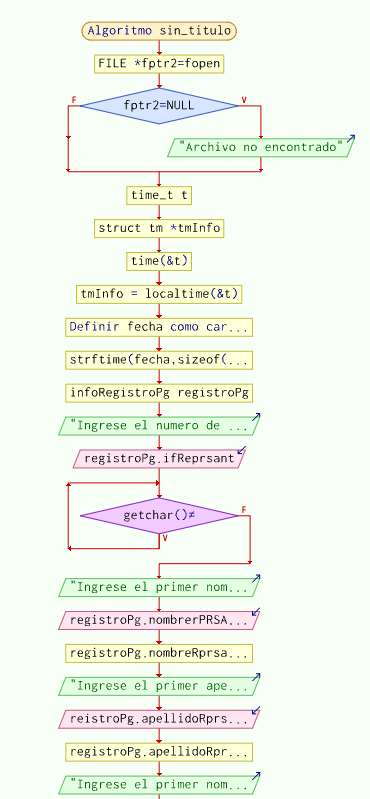 Algoritmo sin_titulo
FILE *fptr2=fopen
fptr2=NULL
F
V
"Archivo no encontrado"
time_t t
struct tm *tmInfo
time(&t)
tmInfo = localtime(&t)
Definir fecha como car...
strftime(fecha,sizeof(...
infoRegistroPg registroPg
"Ingrese el numero de ...
registroPg.ifReprsant
getchar()≠
F
V
"Ingrese el primer nom...
registroPg.nombrerPRSA...
registroPg.nombreRprsa...
"Ingrese el primer ape...
reistroPg.apellidoRprs...
registroPg.apellidoRpr...
"Ingrese el primer nom...